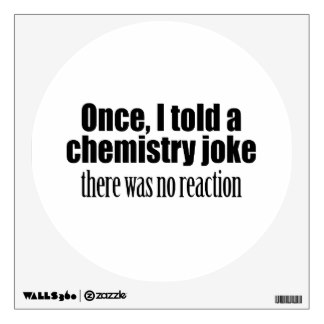 Once, I told a
chemistry joke
there was no reaction
WALLS360 zazzle